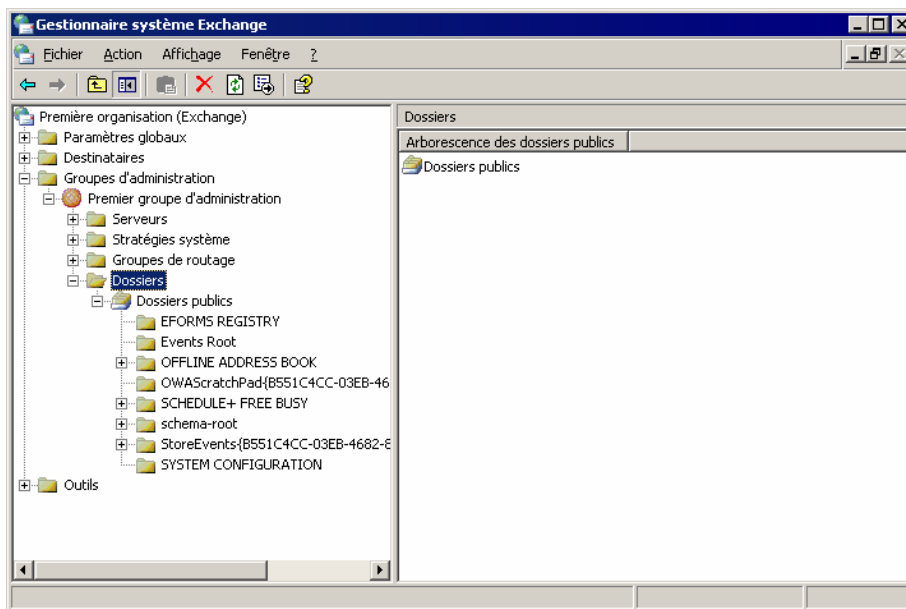 Gestionnaire système Exchange
Fichier Action Affichage Fenêtre ?
Première organisation (Exchange)
Paramètres globaux
Destinataires
Groupes d'administration
Premier groupe d'administration
Serveurs
Stratégies système
Groupes de routage
Dossiers
Dossiers publics
EFORMS REGISTRY
Events Root
OFFLINE ADDRESS BOOK
OWAScratchPad{B551C4CC-03EB-46
SCHEDULE+ FREE BUSY
schema-root
StoreEvents{B551C4CC-03EB-4682-8
SYSTEM CONFIGURATION
Outils
Dossiers
Arborescence des dossiers publics
Dossiers publics